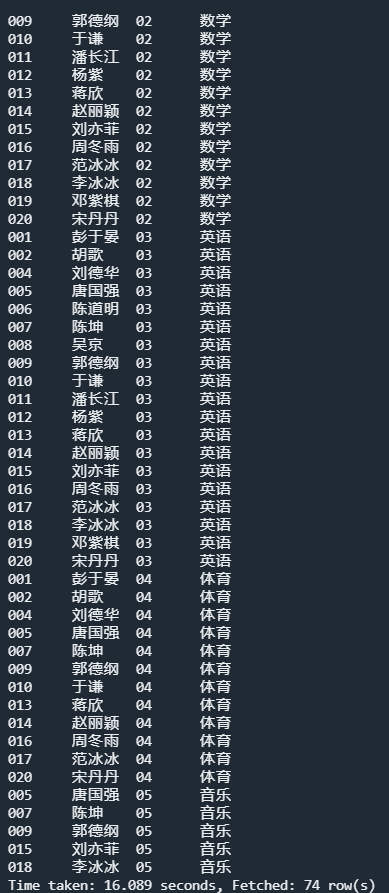 009 郭德纲 02 数学
010 于谦 02 数学
011 潘长江 02 数学
012 杨紫 02 数学
013 蒋欣 02 数学
014 赵丽颖 02 数学
015 刘亦菲 02 数学
016 周冬雨 02 数学
017 范冰冰 02 数学
018 李冰冰 02 数学
019 邓紫棋 02 数学
020 宋丹丹 02 数学
001 彭于晏 03 英语
002 胡歌 03 英语
004 刘德华 03 英语
005 唐国强 03 英语
006 陈道明 03 英语
007 陈坤 03 英语
008 吴京 03 英语
009 郭德纲 03 英语
010 于谦 03 英语
011 潘长江 03 英语
012 杨紫 03 英语
013 蒋欣 03 英语
014 赵丽颖 03 英语
015 刘亦菲 03 英语
016 周冬雨 03 英语
017 范冰冰 03 英语
018 李冰冰 03 英语
019 邓紫棋 03 英语
020 宋丹丹 03 英语
001 彭于晏 04 体育
002 胡歌 04 体育
004 刘德华 04 体育
005 唐国强 04 体育
007 陈坤 04 体育
009 郭德纲 04 体育
010 于谦 04 体育
013 蒋欣 04 体育
014 赵丽颖 04 体育
016 周冬雨 04 体育
017 范冰冰 04 体育
020 宋丹丹 04 体育
005 唐国强 05 音乐
007 陈坤 05 音乐
009 郭德纲 05 音乐
015 刘亦菲 05 音乐
018 李冰冰 05 音乐
Time taken: 16.089 seconds, Fetched: 74 row(s)